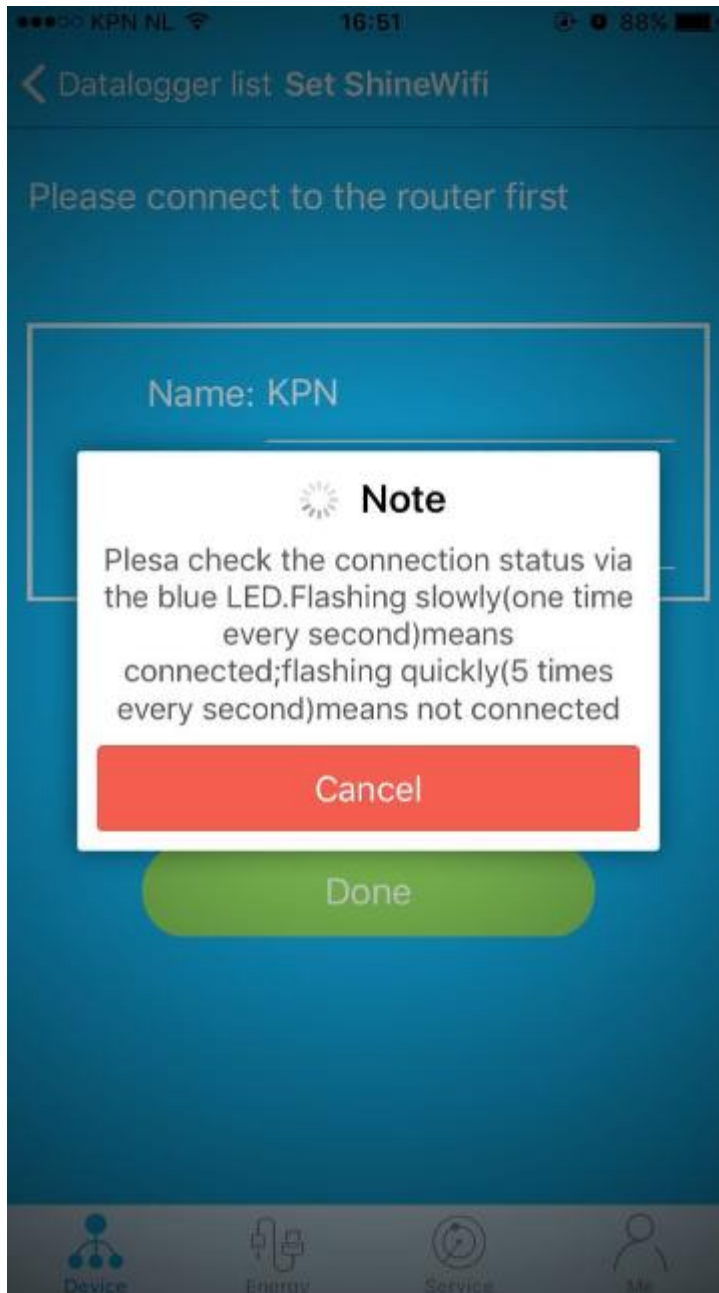 KPN NL 16:51 88%
Datalogger list Set ShineWifi
Please connect to the router first
Name: KPN
Note
Plesa check the connection status via
the blue LED.Flashing slowly(one time
every second)means
connected;flashing quickly(5 times
every second)means not connected
Cancel
Done
Device Energy Service Me